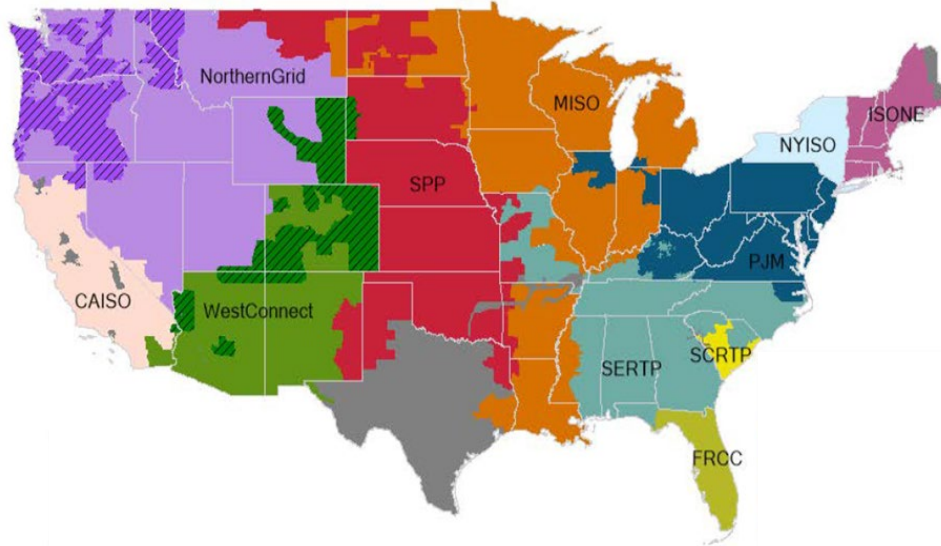 NorthernGrid
MISO
ISONE
NYISO
SPP
PJM
CAISO
WestConnect
SCRTP
SERTP
FRCC